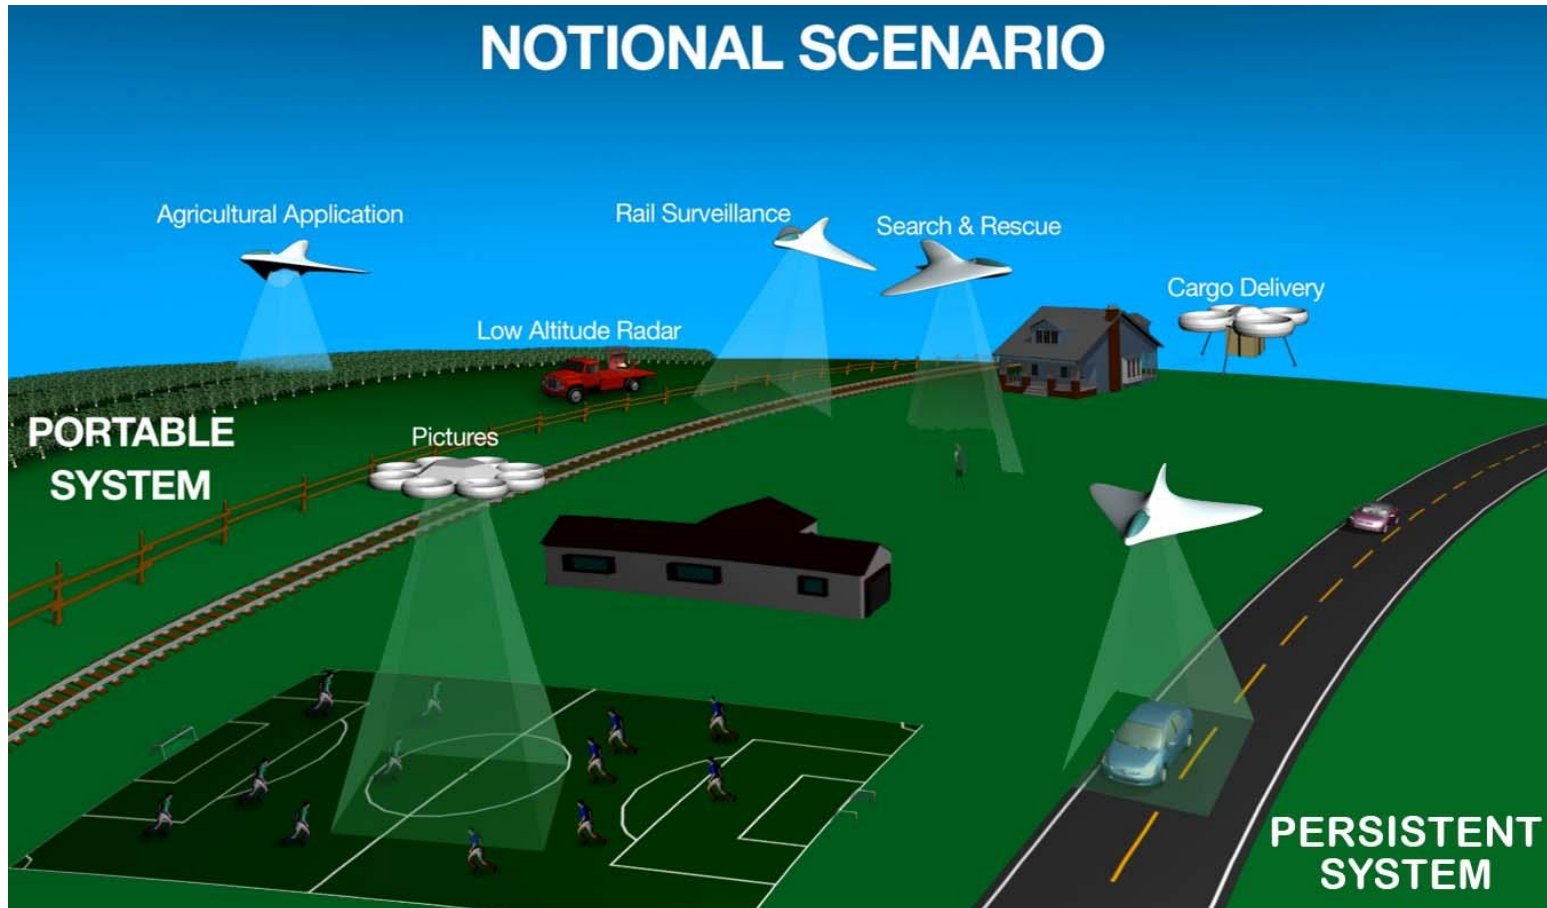 NOTIONAL SCENARIO
Agricultural Application
Rail Surveillance
Search & Rescue
Cargo Delivery
Low Altitude Radar
PORTABLE
SYSTEM
Pictures
PERSISTENT
SYSTEM